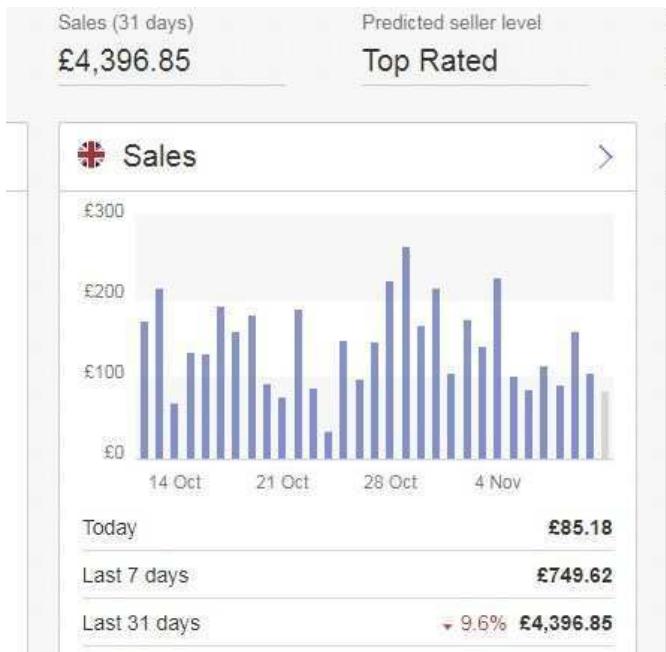 Sales (31 days) Predicted seller level
£4,396.85 Top Rated
Sales
£300
£200
£100
£0
14 Oct 21 Oct 28 Oct 4 Nov
Today £85.18
Last 7 days £749.62
Last 31 days 9.6% £4,396.85